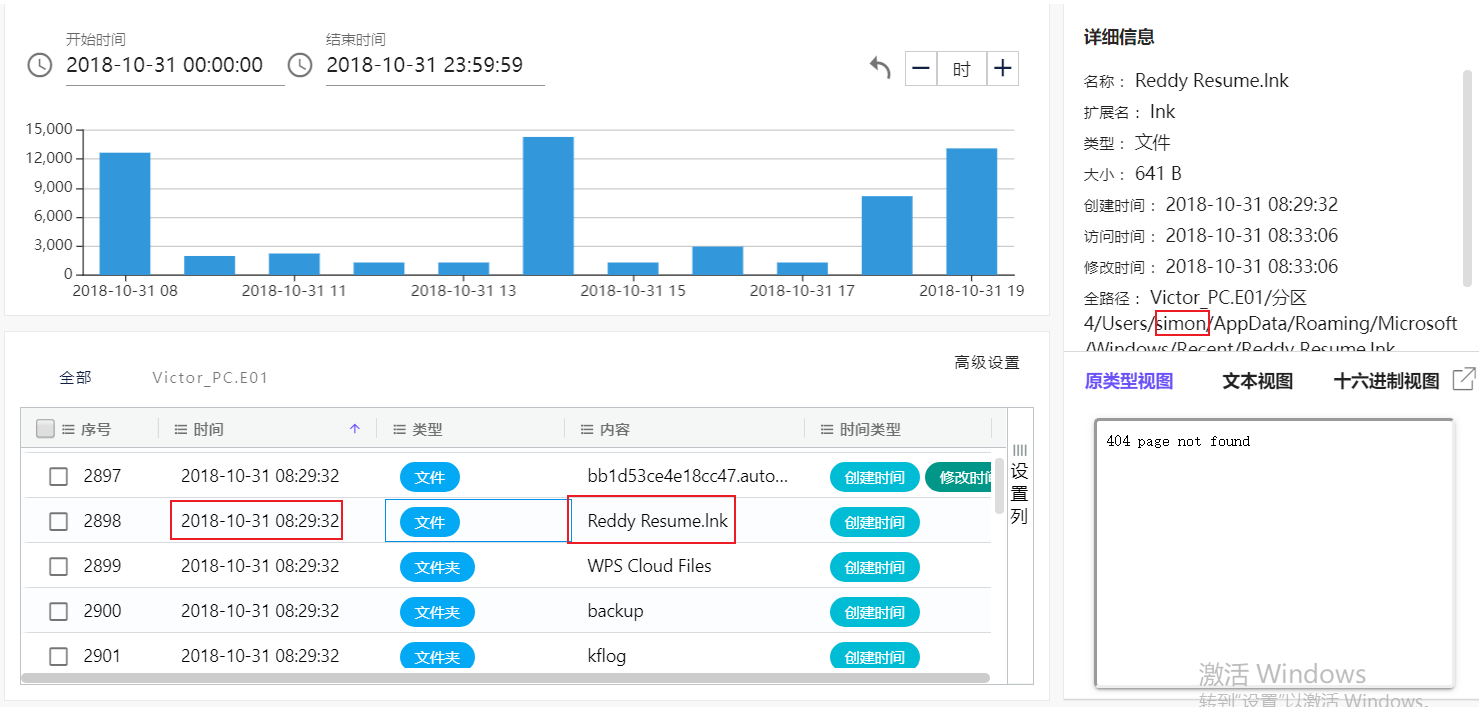 开始时间
2018-10-31 00:00:00
结束时间
2018-10-31 23:59:59
时
15,000
12,000
9,000
6,000
3,000
0
2018-10-31 08
2018-10-31 11
2018-10-31 13
2018-10-31 15
2018-10-31 17
2018-10-31 19
高级设置
全部
Victor_PC.E01
序号 时间 类型 内容 时间类型
设置列
2897 2018-10-31 08:29:32 文件 bb1d53ce4e18cc47.auto... 创建时间 修改时间
2898 2018-10-31 08:29:32 文件 Reddy Resume.lnk 创建时间
2899 2018-10-31 08:29:32 文件夹 WPS Cloud Files 创建时间
2900 2018-10-31 08:29:32 文件夹 backup 创建时间
2901 2018-10-31 08:29:32 文件夹 kflog 创建时间
详细信息
名称： Reddy Resume.lnk
扩展名： lnk
类型： 文件
大小： 641 B
创建时间： 2018-10-31 08:29:32
访问时间： 2018-10-31 08:33:06
修改时间： 2018-10-31 08:33:06
全路径： Victor_PC.E01/分区
4/Users/simon/AppData/Roaming/Microsoft
/Windows/Recent/Reddy Resume.lnk
原类型视图 文本视图 十六进制视图
404 page not found
激活 Windows
转到"设置"以激活 Windows。